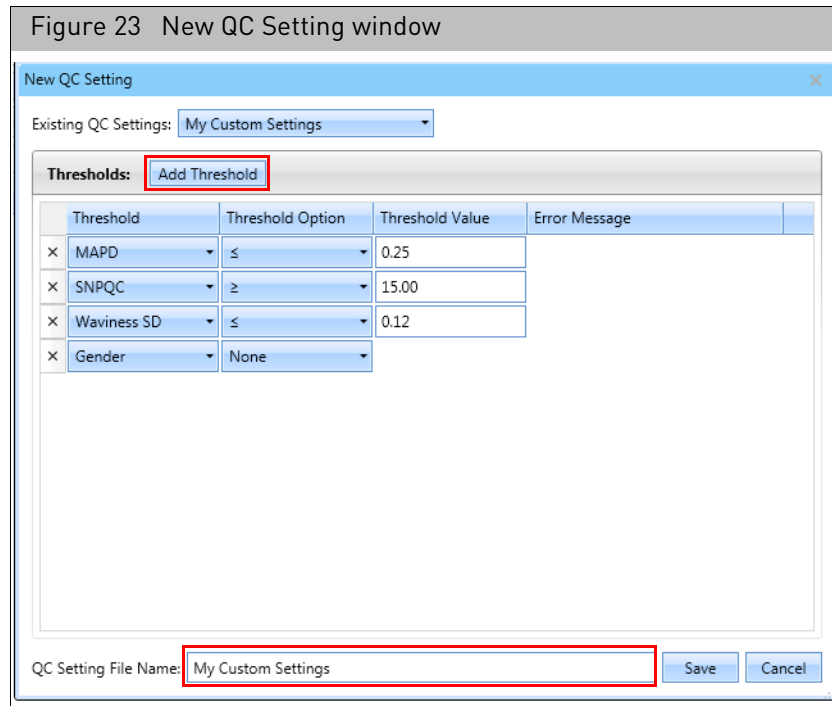 Figure 23 New QC Setting window
New QC Setting
Existing QC Settings: My Custom Settings
Thresholds: Add Threshold
Threshold Threshold Option Threshold Value Error Message
× MAPD ≤ 0.25
× SNPQC ≥ 15.00
× Waviness SD ≤ 0.12
× Gender None
QC Setting File Name: My Custom Settings Save Cancel